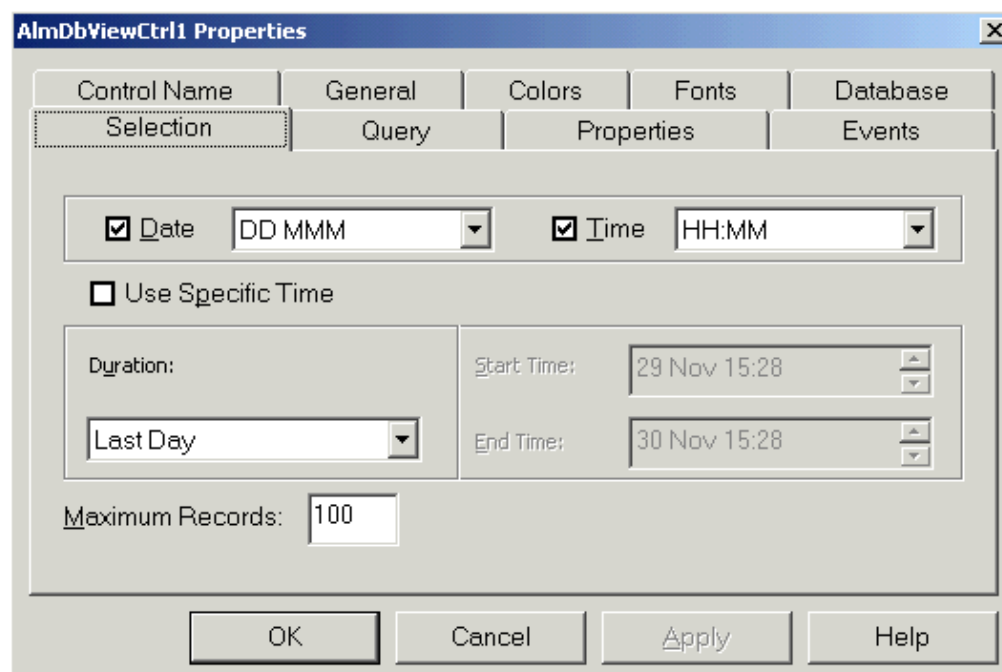 AlmDbViewCtrl1 Properties
Control Name General Colors Fonts Database
Selection Query Properties Events
Date DD MMM Time HH:MM
Use Specific Time
Duration: Start Time: 29 Nov 15:28
Last Day End Time: 30 Nov 15:28
Maximum Records: 100
OK Cancel Apply Help